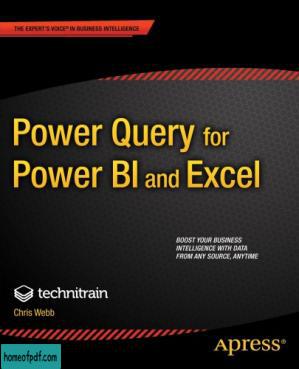 THE EXPERT'S VOICE® IN BUSINESS INTELLIGENCE
Power Query for
Power BI and Excel
BOOST YOUR BUSINESS
INTELLIGENCE WITH DATA
FROM ANY SOURCE, ANYTIME
technitrain
Chris Webb
Apress®
homeofpdf.com